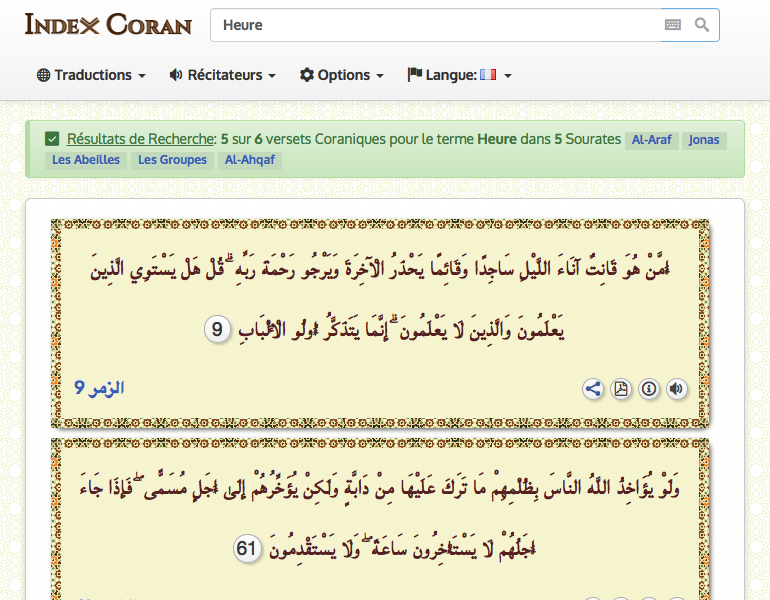 INDEX CORAN
Heure
Traductions Récitateurs Options Langue:
Résultats de Recherche: 5 sur 6 versets Coraniques pour le terme Heure dans 5 Sourates Al-Araf Jonas
Les Abeilles Les Groupes Al-Ahqaf
أَمَّنْ هُوَ قَانِتٌ آنَاءَ اللَّيْلِ سَاجِدًا وَقَائِمًا يَحْذَرُ الْآخِرَةَ وَيَرْجُو رَحْمَةَ رَبِّهِ ۗ قُلْ هَلْ يَسْتَوِي الَّذِينَ
يَعْلَمُونَ وَالَّذِينَ لَا يَعْلَمُونَ ۗ إِنَّمَا يَتَذَكَّرُ أُولُو الْأَلْبَابِ 9
الزمر 9
وَلَوْ يُؤَاخِذُ اللَّهُ النَّاسَ بِظُلْمِهِمْ مَا تَرَكَ عَلَيْهَا مِنْ دَابَّةٍ وَلَٰكِنْ يُؤَخِّرُهُمْ إِلَىٰ أَجَلٍ مُسَمًّى ۖ فَإِذَا جَاءَ
أَجَلُهُمْ لَا يَسْتَأْخِرُونَ سَاعَةً ۖ وَلَا يَسْتَقْدِمُونَ 61